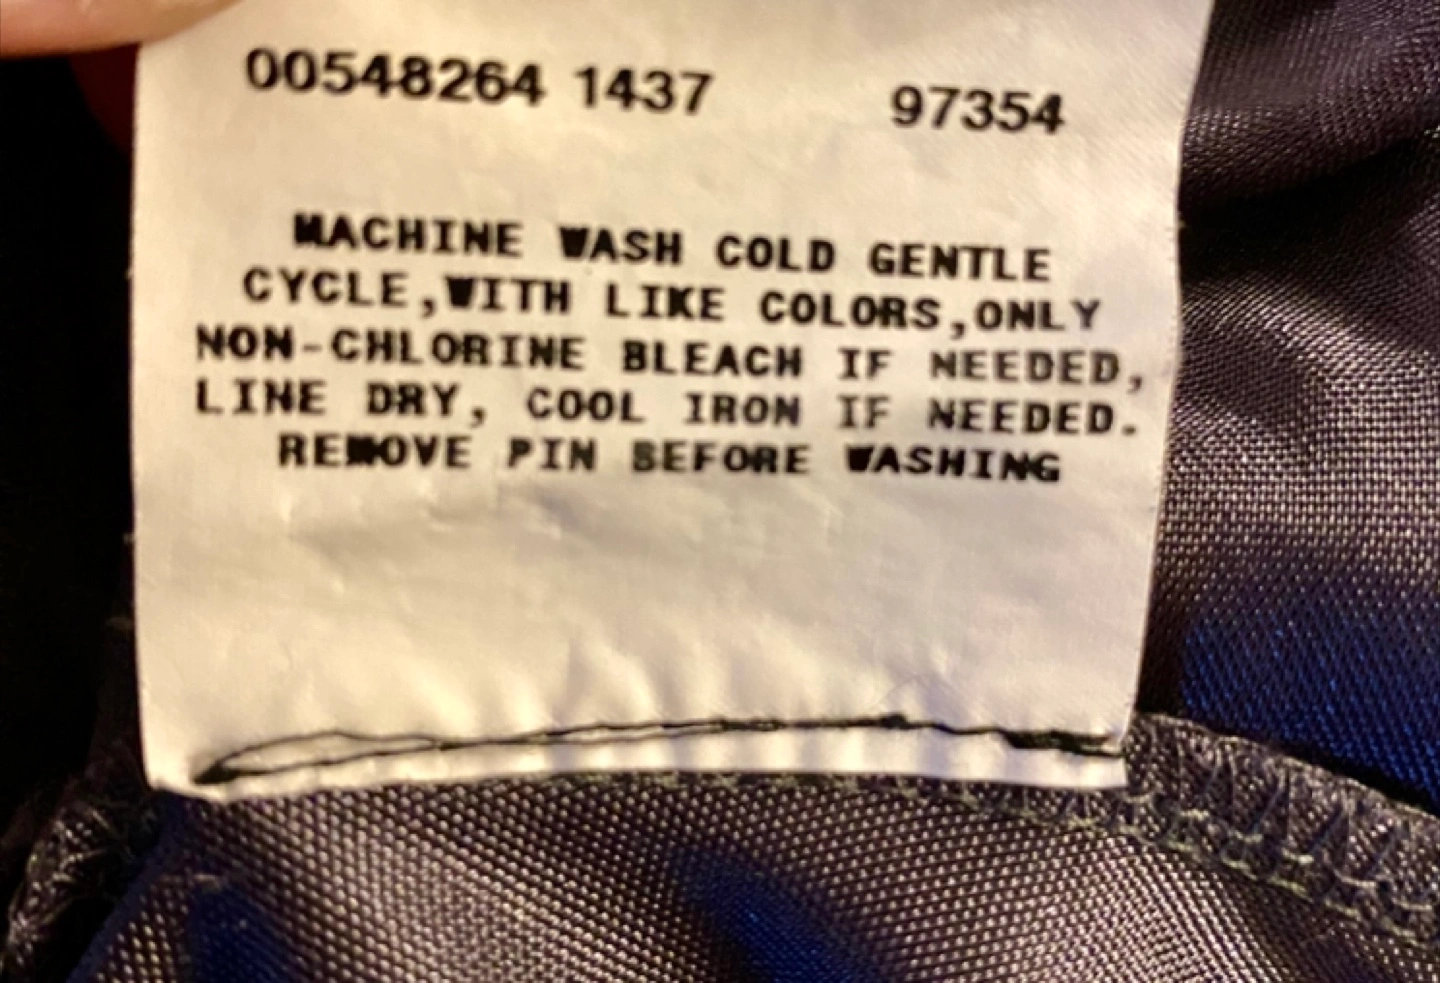 00548264 1437 97354
MACHINE WASH COLD GENTLE
CYCLE,WITH LIKE COLORS,ONLY
NON-CHLORINE BLEACH IF NEEDED,
LINE DRY, COOL IRON IF NEEDED.
REMOVE PIN BEFORE WASHING